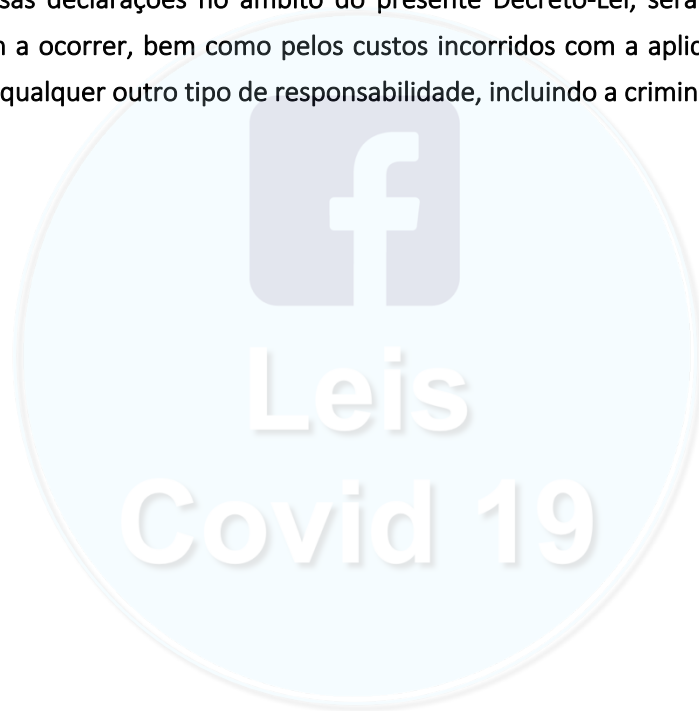 sas declarações no âmbito do presente Decreto-Lei, será
a ocorrer, bem como pelos custos incorridos com a aplic
qualquer outro tipo de responsabilidade, incluindo a crimin
f
Leis
Covid 19